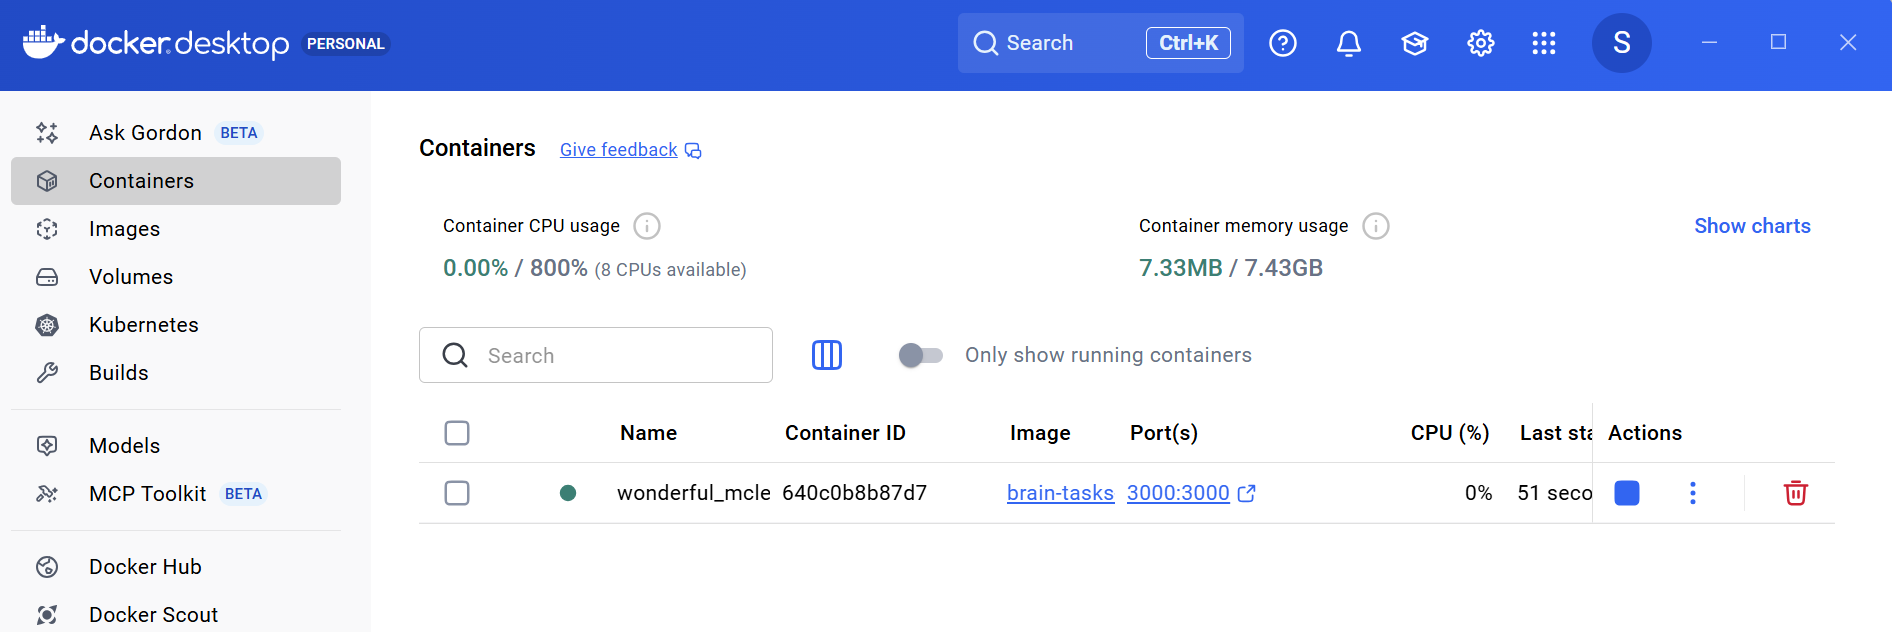 docker desktop PERSONAL Search Ctrl+K S
Ask Gordon BETA
Containers
Images
Volumes
Kubernetes
Builds
Models
MCP Toolkit BETA
Docker Hub
Docker Scout
Containers Give feedback
Container CPU usage
0.00% / 800% (8 CPUs available)
Container memory usage
7.33MB / 7.43GB
Show charts
Search
Only show running containers
Name Container ID Image Port(s) CPU (%) Last sta Actions
wonderful_mcle 640c0b8b87d7 brain-tasks 3000:3000 0% 51 seco